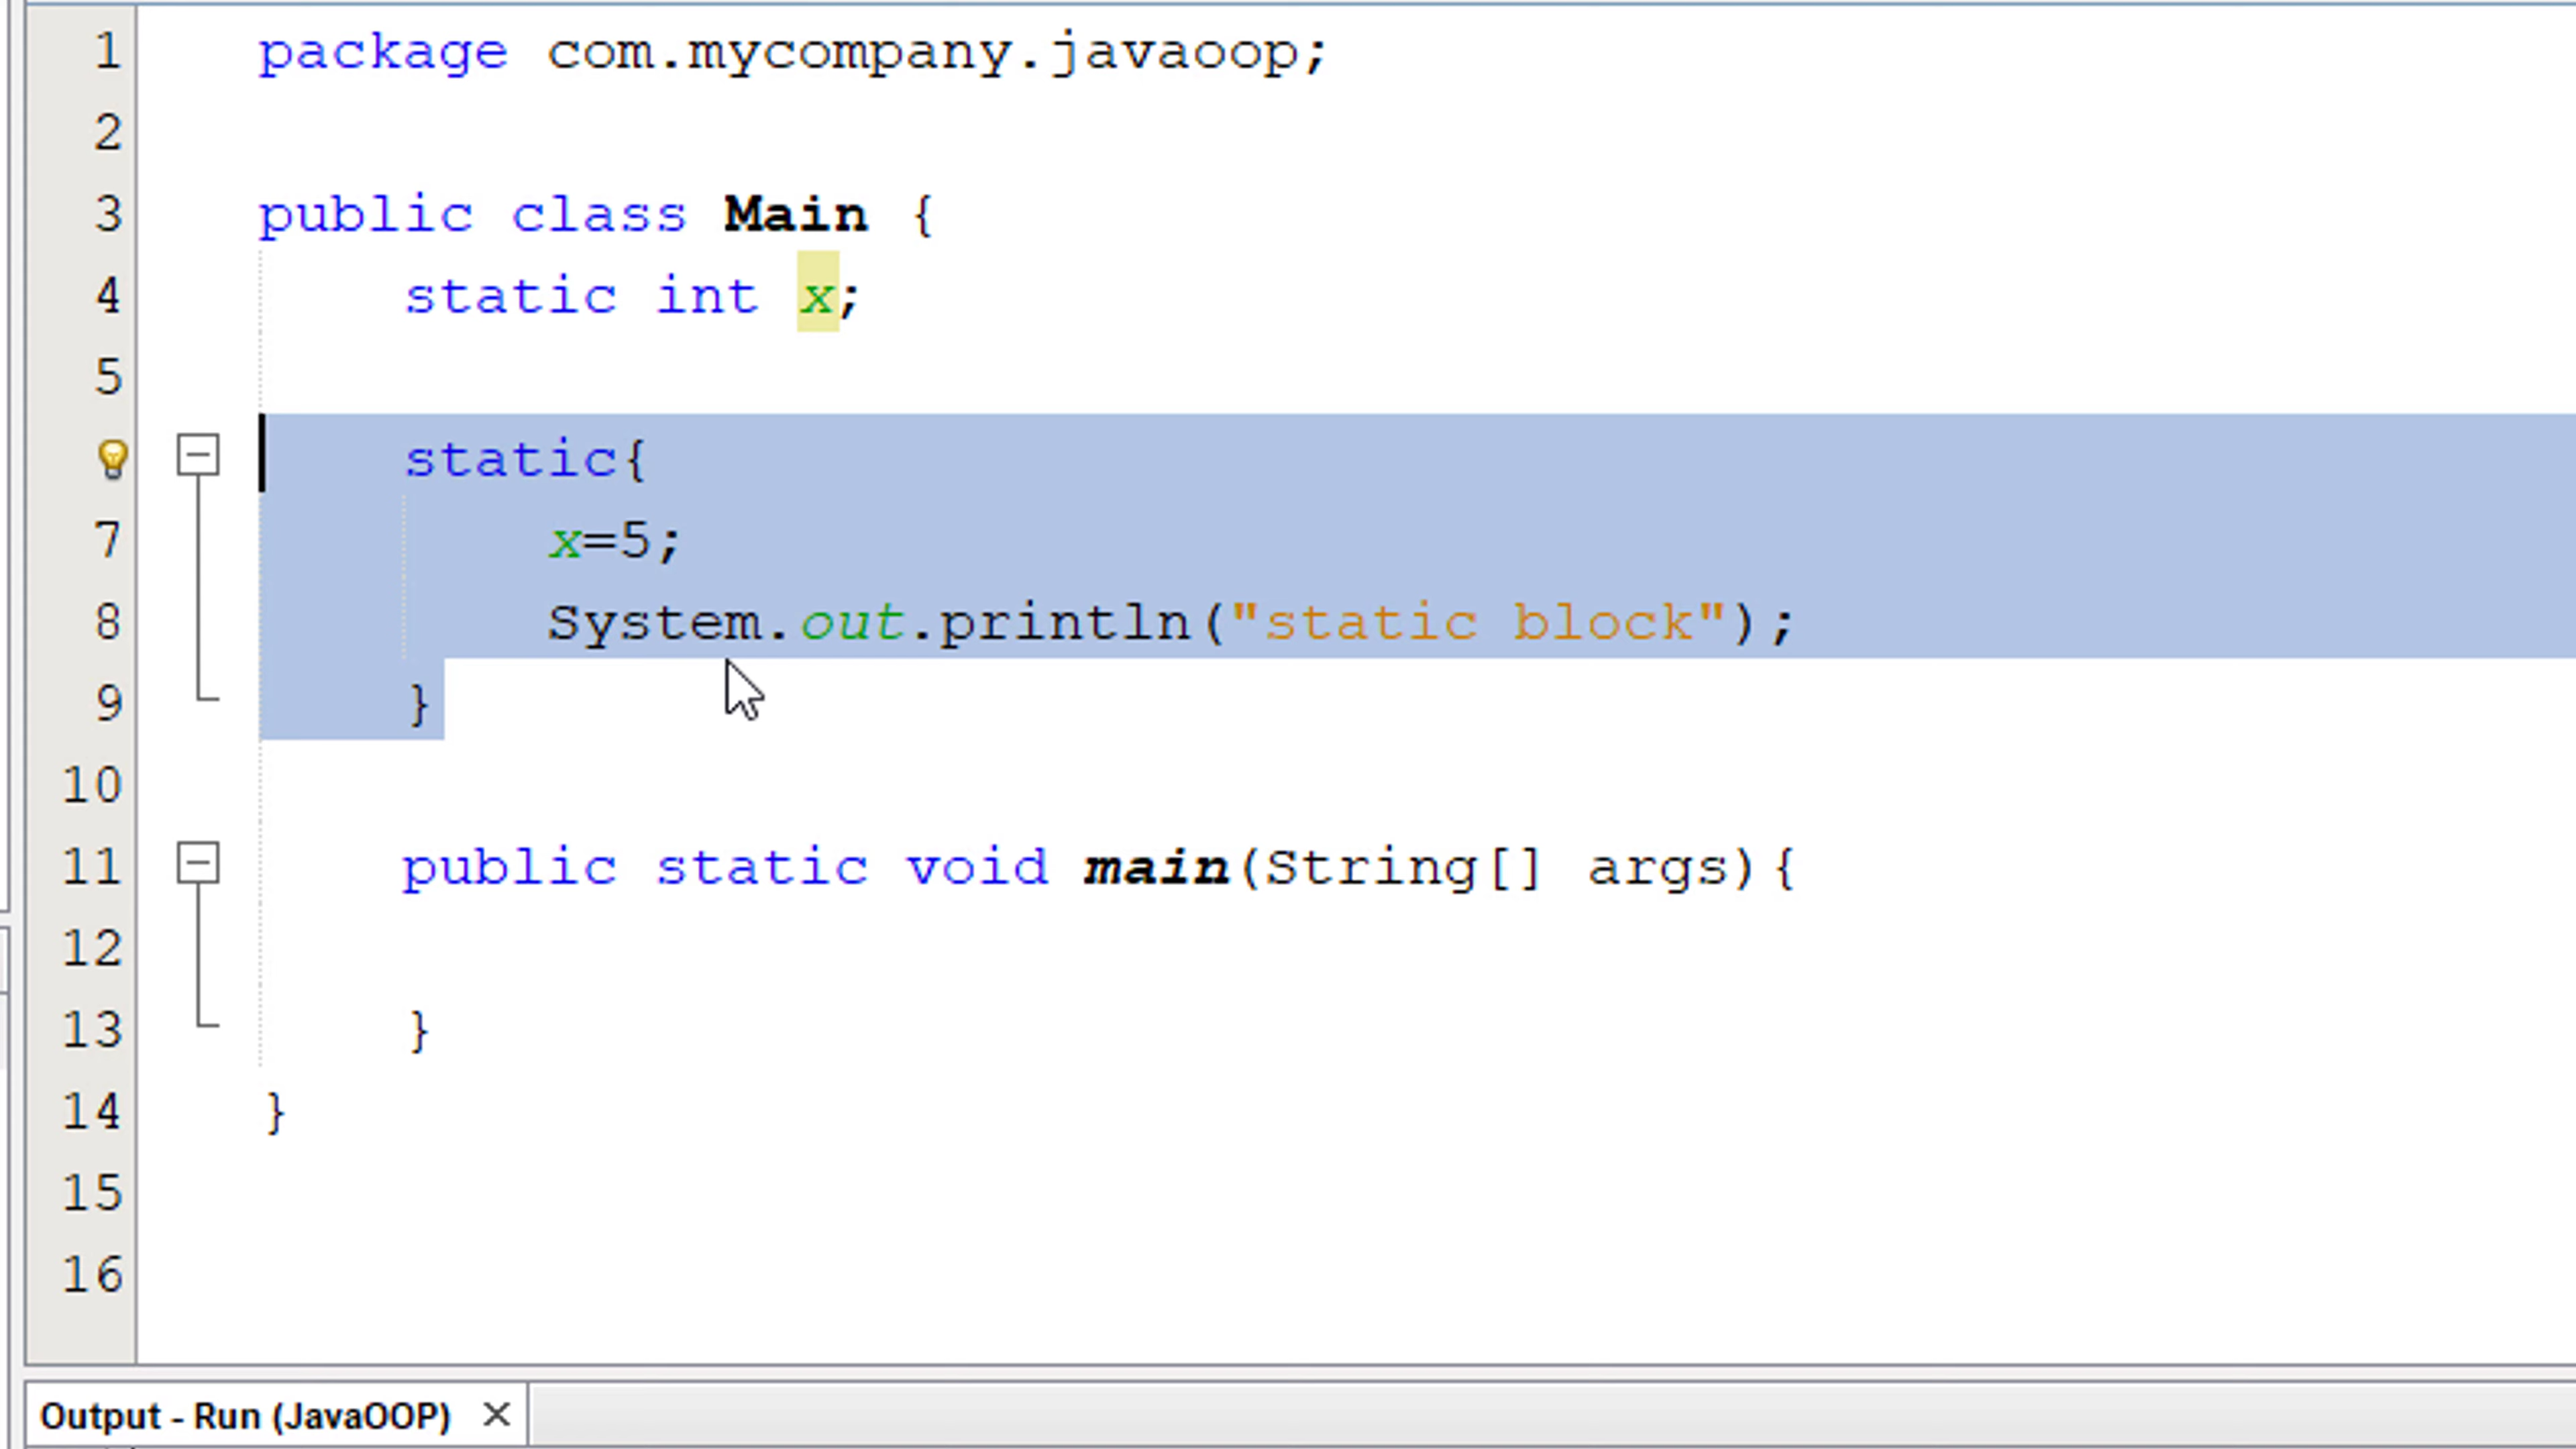 1 package com.mycompany.javaoop;
2
3 public class Main {
4 static int x;
5
static{
7 x=5;
8 System.out.println("static block");
9 }
10
11 public static void main(String[] args){
12
13 }
14 }
15
16
Output - Run (JavaOOP)